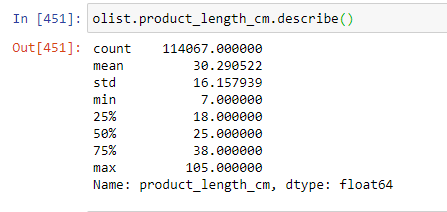 In [451]: olist.product_length_cm.describe()
Out[451]: count    114067.000000
mean         30.290522
std          16.157939
min           7.000000
25%          18.000000
50%          25.000000
75%          38.000000
max         105.000000
Name: product_length_cm, dtype: float64